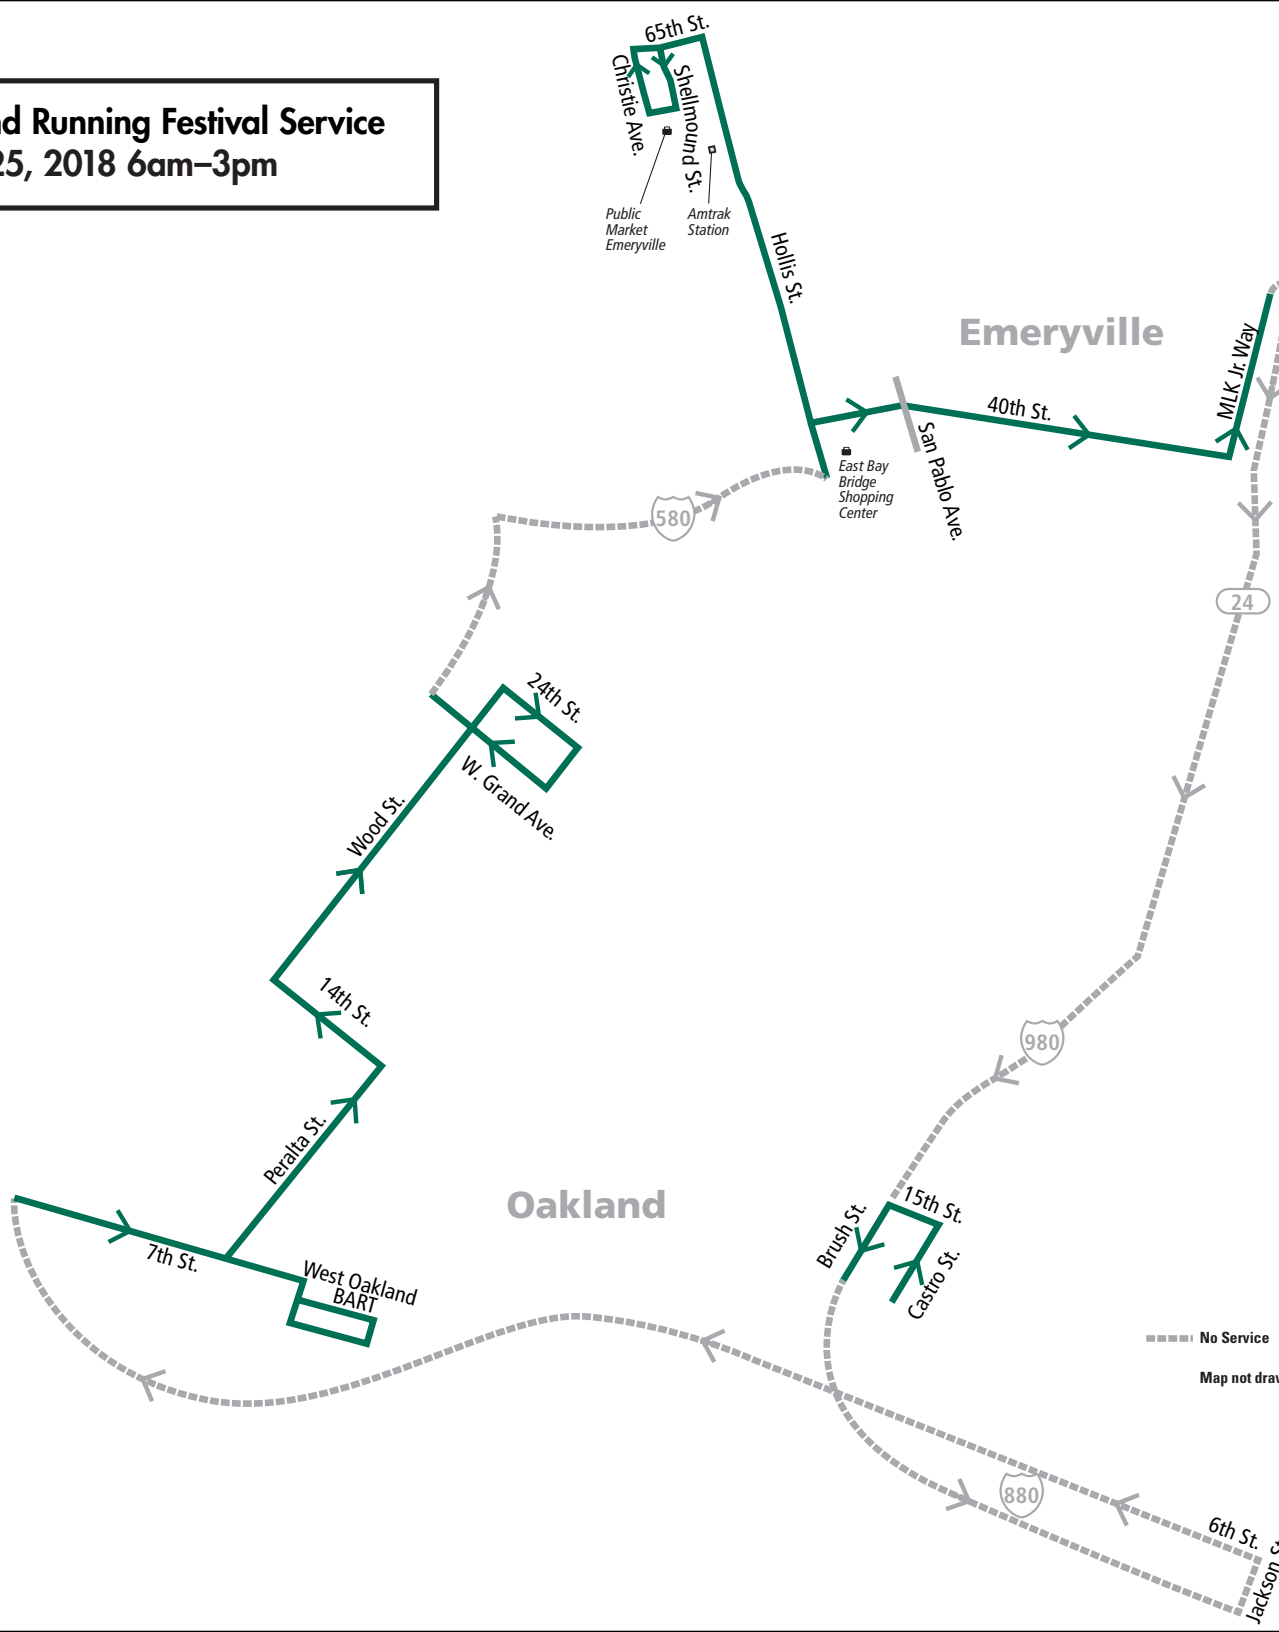 Running Festival Service
25, 2018 6am–3pm
65th St.
Christie Ave.
Shellmound St.
Public
Market
Emeryville
Amtrak
Station
Hollis St.
Emeryville
MLK Jr. Way
40th St.
San Pablo Ave.
East Bay
Bridge
Shopping
Center
580
24
24th St.
W. Grand Ave.
Wood St.
14th St.
980
Peralta St.
Oakland
15th St.
Brush St.
Castro St.
7th St.
West Oakland
BART
No Service
Map not
880
6th St.
Jackson